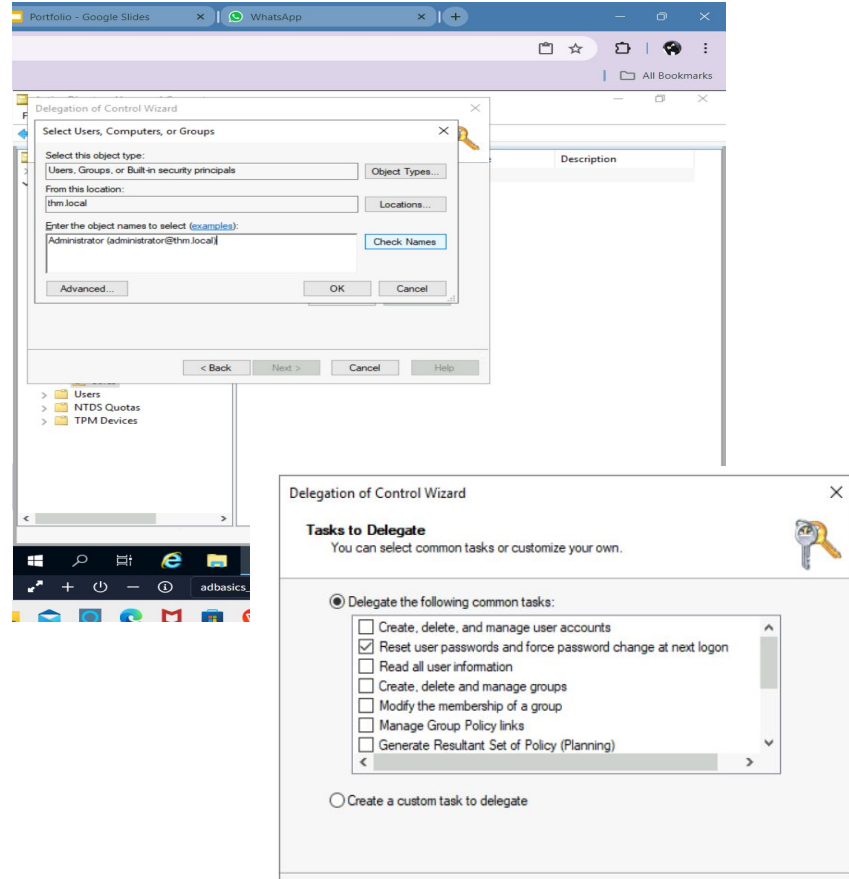 Portfolio - Google Slides
WhatsApp
All Bookmarks
Delegation of Control Wizard
Select Users, Computers, or Groups
Select this object type:
Users, Groups, or Built-in security principals
Object Types...
From this location:
thm.local
Locations...
Enter the object names to select (examples):
Administrator (administrator@thm.local)
Check Names
Advanced...
OK
Cancel
Description
< Back
Next >
Cancel
Help
Users
NTDS Quotas
TPM Devices
adbasics_
Delegation of Control Wizard
Tasks to Delegate
You can select common tasks or customize your own.
Delegate the following common tasks:
Create, delete, and manage user accounts
Reset user passwords and force password change at next logon
Read all user information
Create, delete and manage groups
Modify the membership of a group
Manage Group Policy links
Generate Resultant Set of Policy (Planning)
Create a custom task to delegate